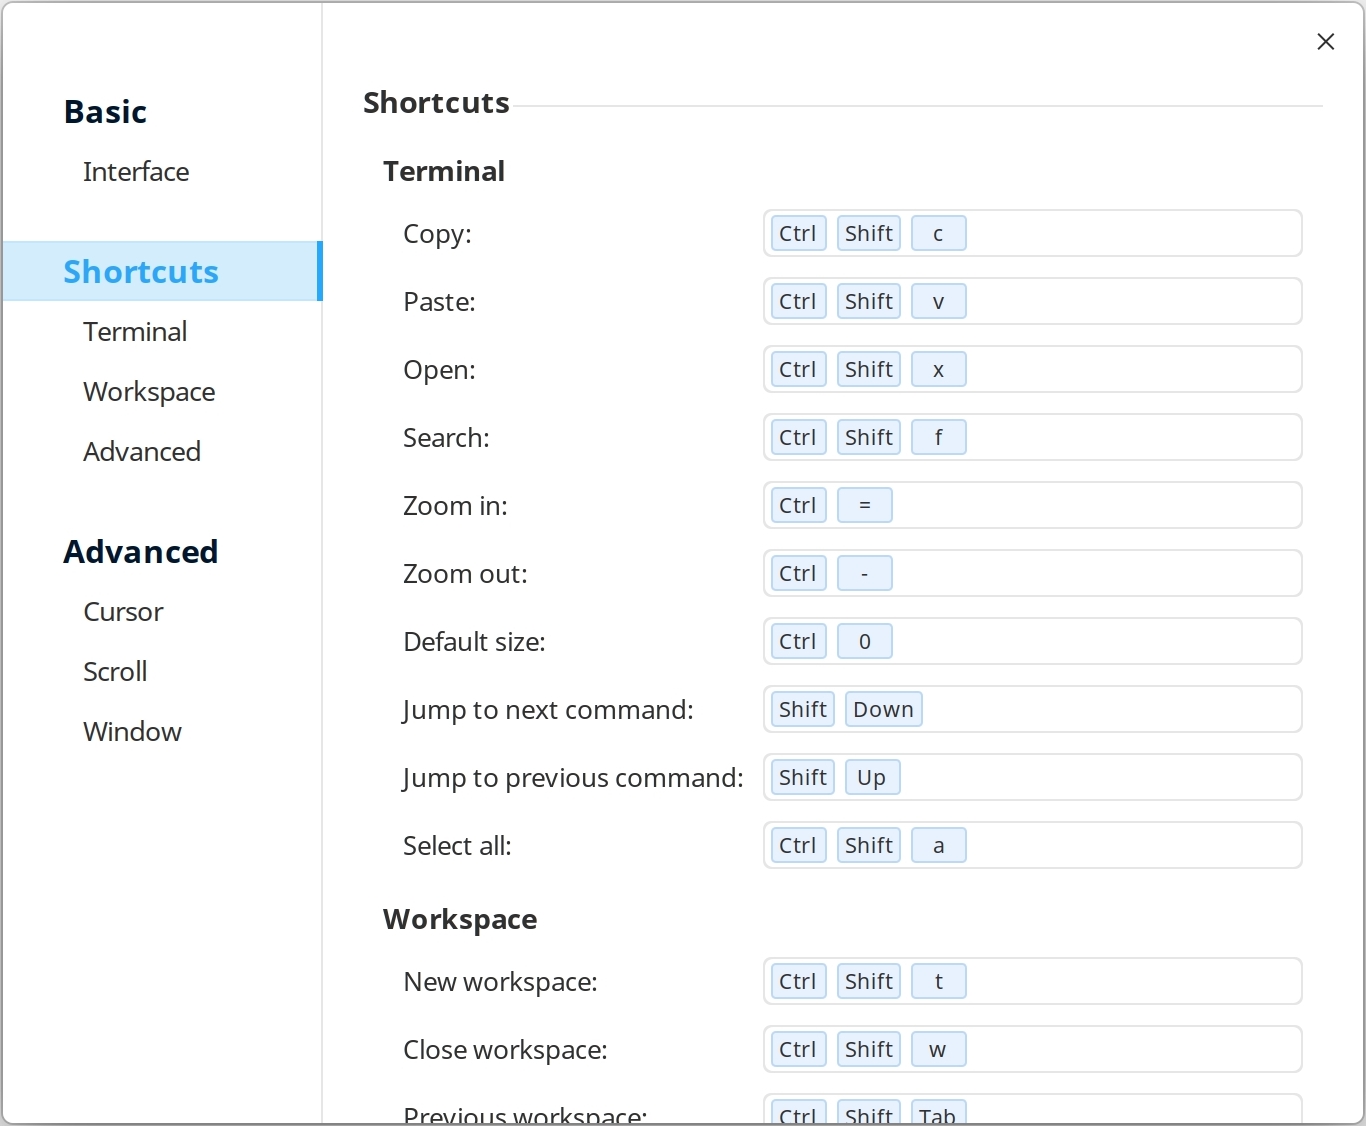 Basic
Interface
Shortcuts
Terminal
Workspace
Advanced
Advanced
Cursor
Scroll
Window
Shortcuts
Terminal
Copy: Ctrl Shift c
Paste: Ctrl Shift v
Open: Ctrl Shift x
Search: Ctrl Shift f
Zoom in: Ctrl =
Zoom out: Ctrl -
Default size: Ctrl 0
Jump to next command: Shift Down
Jump to previous command: Shift Up
Select all: Ctrl Shift a
Workspace
New workspace: Ctrl Shift t
Close workspace: Ctrl Shift w
Previous workspace: Ctrl Shift Tab